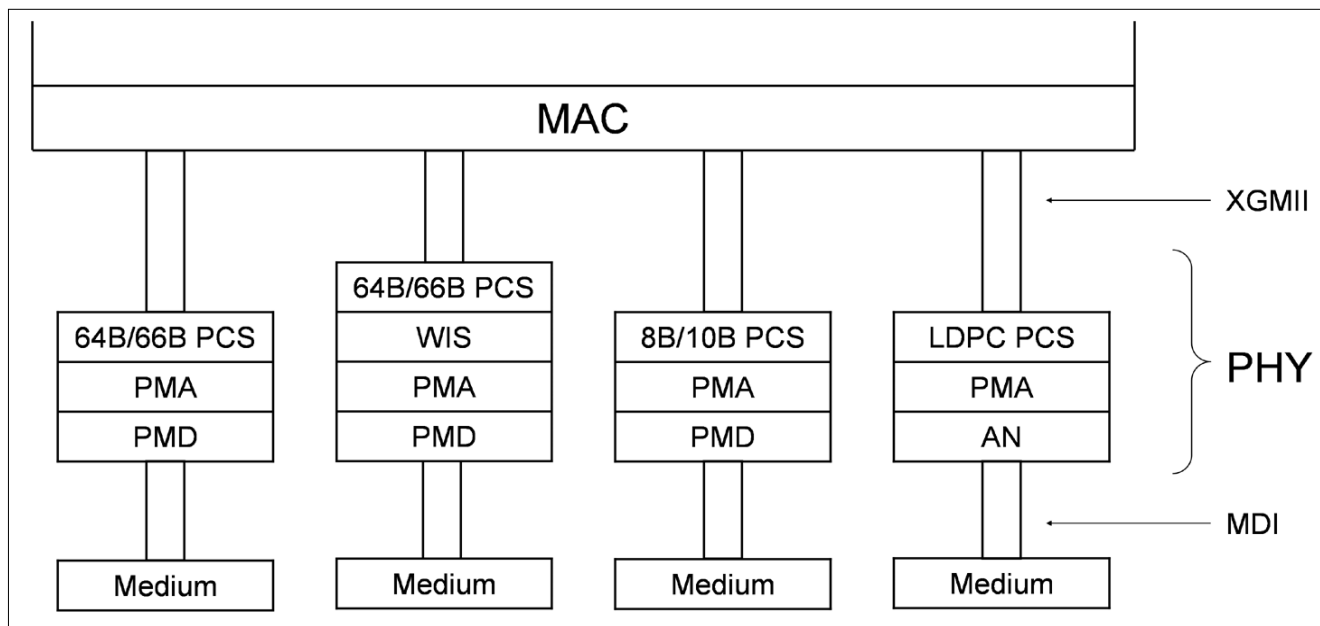 MAC
XGMII
64B/66B PCS
64B/66B PCS
WIS
8B/10B PCS
LDPC PCS
PHY
PMA
PMA
PMA
PMA
PMD
PMD
PMD
AN
MDI
Medium
Medium
Medium
Medium